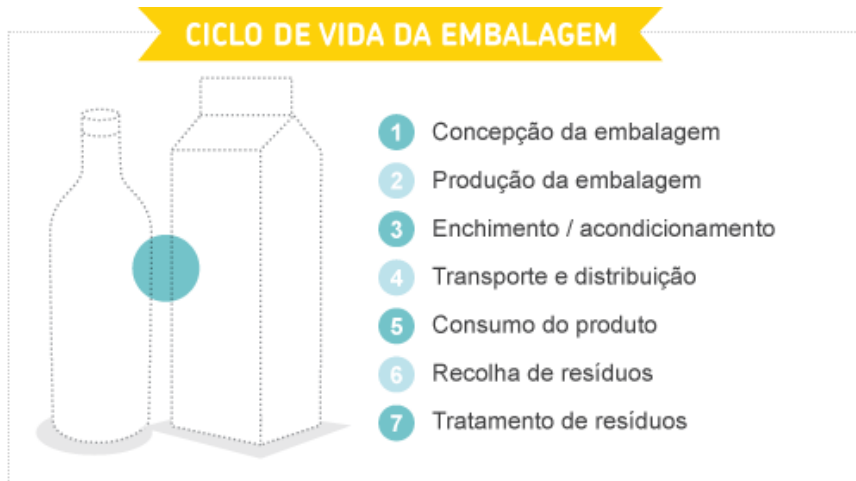 CICLO DE VIDA DA EMBALAGEM
1 Concepção da embalagem
2 Produção da embalagem
3 Enchimento / acondicionamento
4 Transporte e distribuição
5 Consumo do produto
6 Recolha de resíduos
7 Tratamento de resíduos